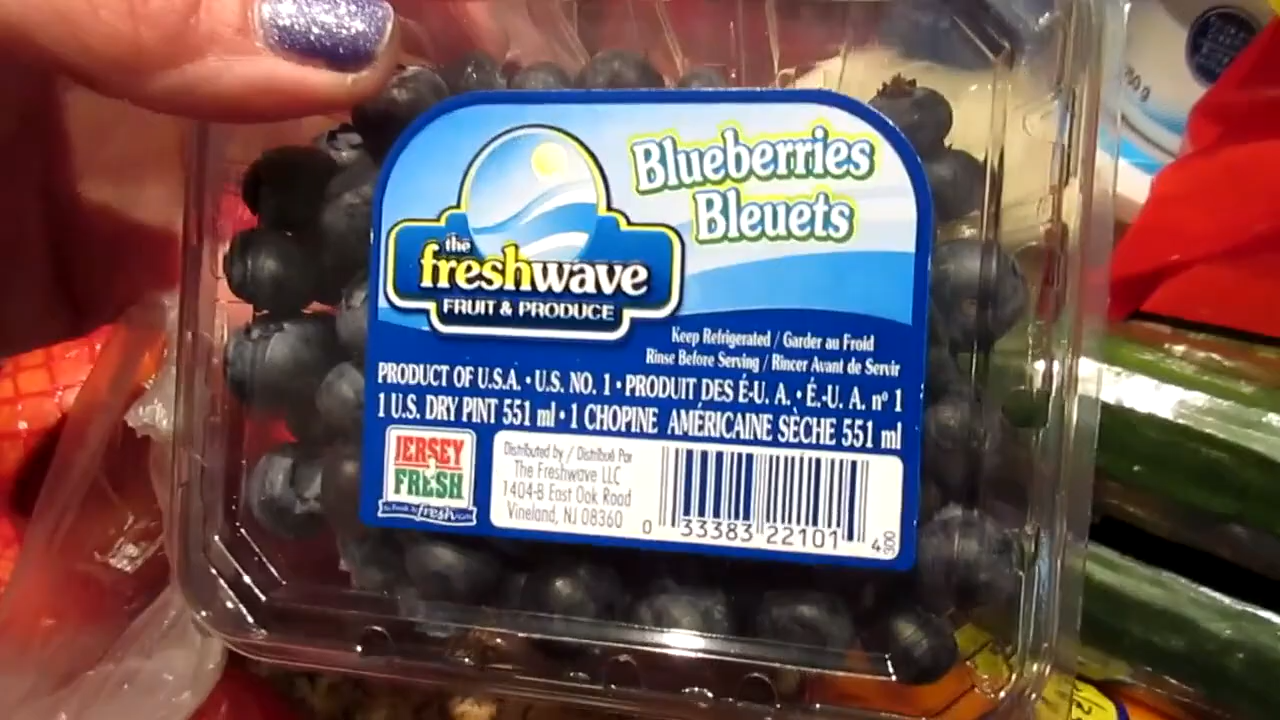 Blueberries
Bleuets
the
freshwave
FRUIT & PRODUCE
Keep Refrigerated / Garder au Froid
Rinse Before Serving / Rincer Avant de Servir
PRODUCT OF U.S.A. • U.S. NO. 1 • PRODUIT DES É-U. A. • É.-U. A. nº 1
1 U.S. DRY PINT 551 ml • 1 CHOPINE AMÉRICAINE SÈCHE 551 ml
JERSEY
FRESH
fresh
Distributed by / Distribué Par
The Freshwave LLC
1404-B East Oak Road
Vineland, NJ 08360
0 33383 22101 4
300
50 g